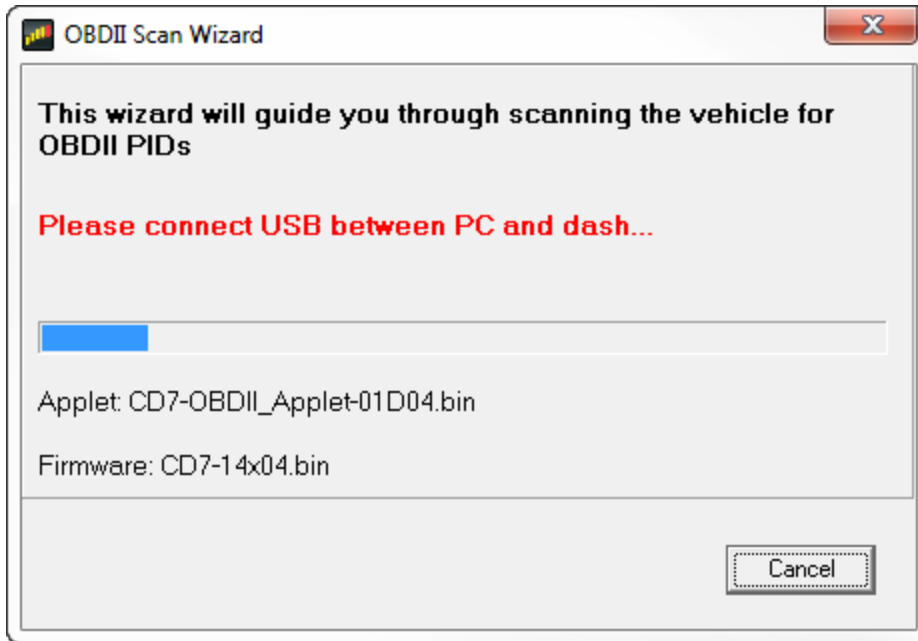 OBDII Scan Wizard
This wizard will guide you through scanning the vehicle for
OBDII PIDs
Please connect USB between PC and dash...
Applet: CD7-OBDII_Applet-01D04.bin
Firmware: CD7-14x04.bin
Cancel